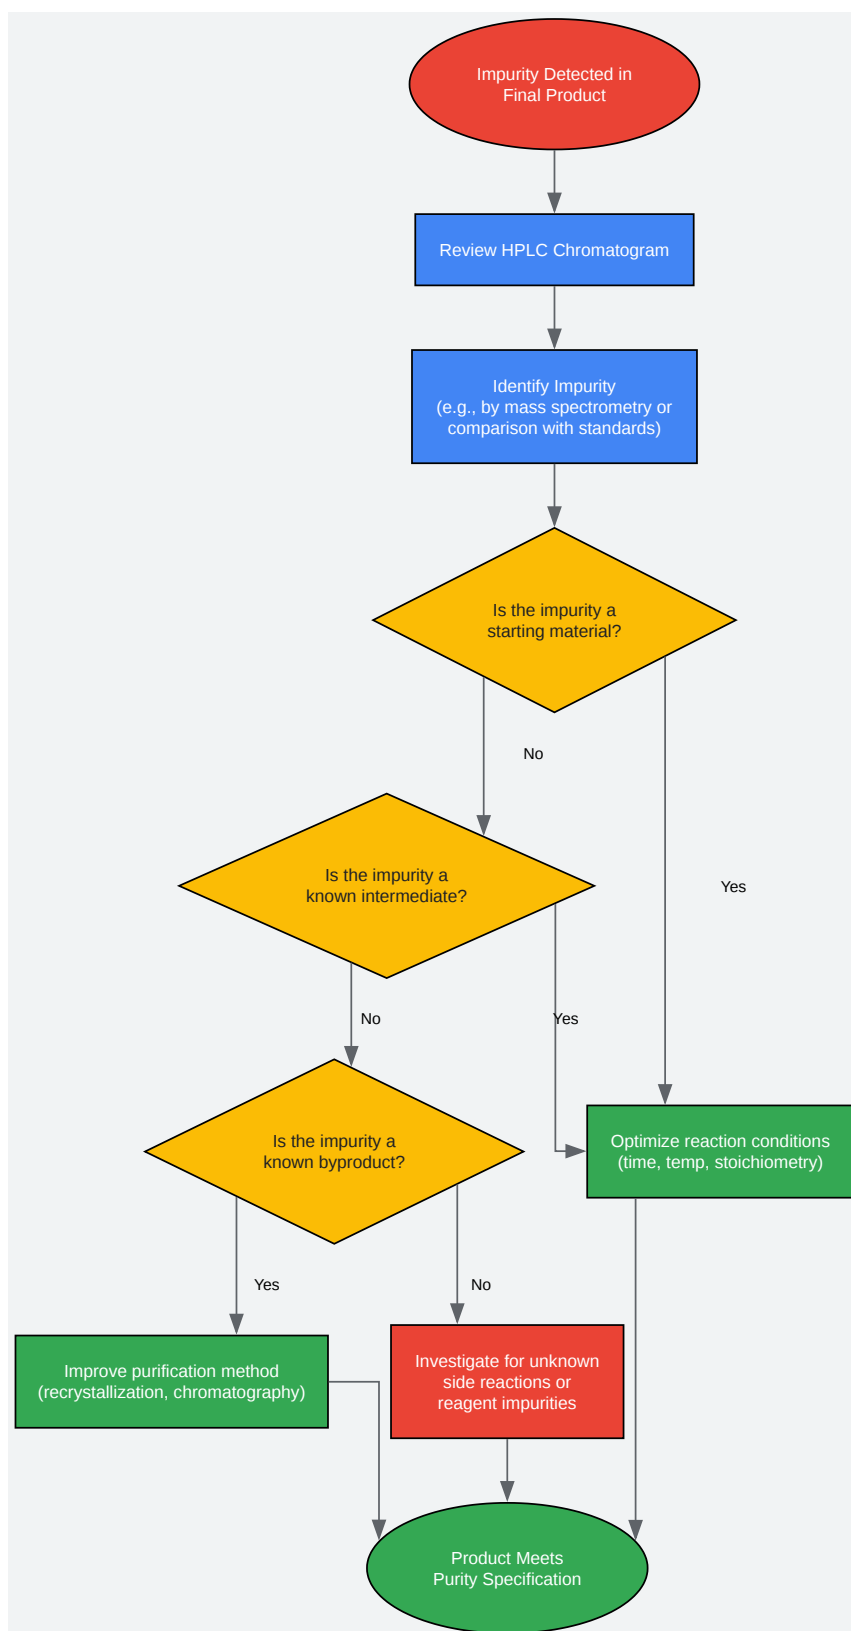 Impurity Detected in
Final Product
Review HPLC Chromatogram
Identify Impurity
(e.g., by mass spectrometry or
comparison with standards)
Is the impurity a
starting material?
No
Is the impurity a
known intermediate?
Yes
No
Yes
Is the impurity a
known byproduct?
Optimize reaction conditions
(time, temp, stoichiometry)
Yes
No
Improve purification method
(recrystallization, chromatography)
Investigate for unknown
side reactions or
reagent impurities
Product Meets
Purity Specification